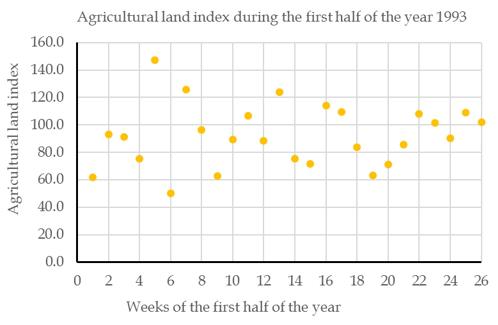 Agricultural land index during the first half of the year 1993
160.0
140.0
120.0
100.0
80.0
60.0
40.0
20.0
0.0
Agricultural land index
0 2 4 6 8 10 12 14 16 18 20 22 24 26
Weeks of the first half of the year